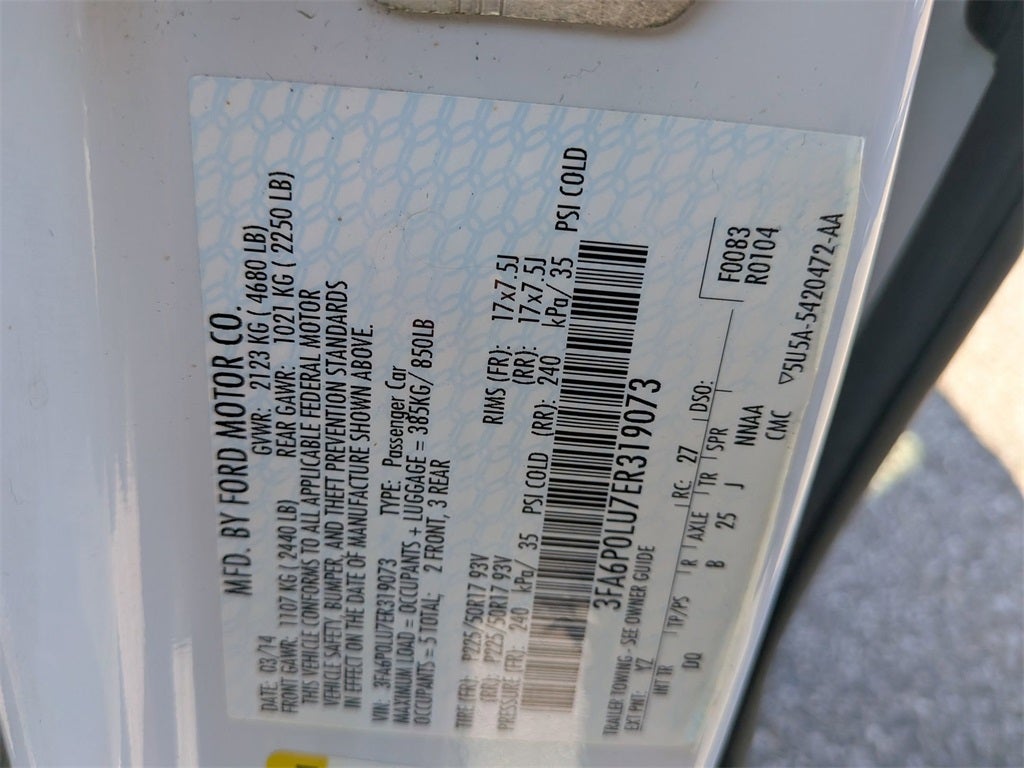 MFD. BY FORD MOTOR CO.
DATE: 03/14 GVWR: 2123 KG ( 4680 LB)
FRONT GAWR: 1107 KG ( 2440 LB) REAR GAWR: 1021 KG ( 2250 LB)
THIS VEHICLE CONFORMS TO ALL APPLICABLE FEDERAL MOTOR
VEHICLE SAFETY, BUMPER, AND THEFT PREVENTION STANDARDS
IN EFFECT ON THE DATE OF MANUFACTURE SHOWN ABOVE.
VIN: 3FA6P0LU7ER319073 TYPE: Passenger Car
MAXIMUM LOAD = OCCUPANTS + LUGGAGE = 385KG/ 850LB
OCCUPANTS = 5 TOTAL; 2 FRONT, 3 REAR
TIRE (FR): P225/50R17 93V RIMS (FR): 17x7.5J
(RR): P225/50R17 93V (RR): 17x7.5J
PRESSURE (FR): 240 kPa/ 35 PSI COLD (RR): 240 kPa/ 35 PSI COLD
3FA6P0LU7ER319073
TRAILER TOWING - SEE OWNER GUIDE
F0083
R0104
EXT PNT: YZ RC: 27 DSO:
INT TR TP/PS R AXLE TR SPR
DQ B 25 J NNAA
CMC
▽5U5A-5420472-AA